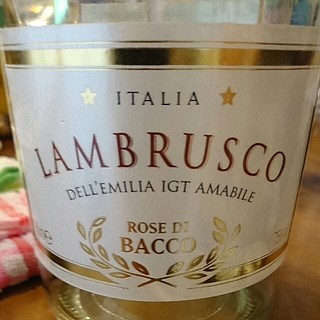 ITALIA
LAMBRUSCO
DELL'EMILIA IGT AMABILE
ROSE DI
BACCO